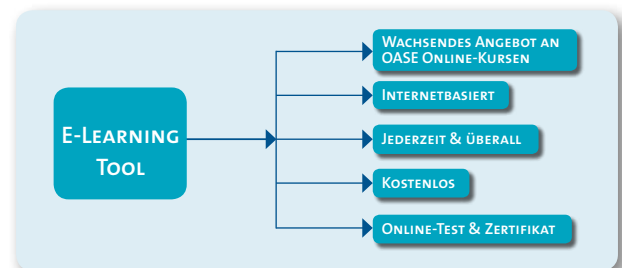 Wachsendes Angebot an
OASE Online-Kursen
Internetbasiert
E-Learning
Tool
Jederzeit & überall
Kostenlos
Online-Test & Zertifikat